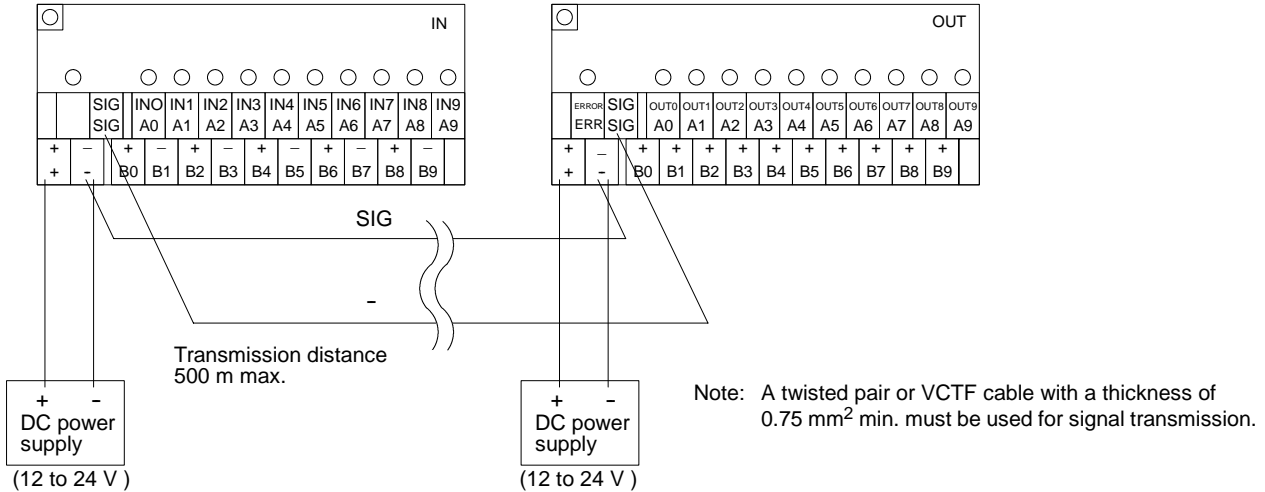 IN
SIG INO IN1 IN2 IN3 IN4 IN5 IN6 IN7 IN8 IN9
SIG A0 A1 A2 A3 A4 A5 A6 A7 A8 A9
+ − + − + − + − + − + −
+ - B0 B1 B2 B3 B4 B5 B6 B7 B8 B9
OUT
ERROR SIG OUT0 OUT1 OUT2 OUT3 OUT4 OUT5 OUT6 OUT7 OUT8 OUT9
ERR SIG A0 A1 A2 A3 A4 A5 A6 A7 A8 A9
+ − + + + + + + + + + +
+ - B0 B1 B2 B3 B4 B5 B6 B7 B8 B9
SIG
-
Transmission distance
500 m max.
+ −
DC power
supply
(12 to 24 V )
+ −
DC power
supply
(12 to 24 V )
Note: A twisted pair or VCTF cable with a thickness of
0.75 mm² min. must be used for signal transmission.